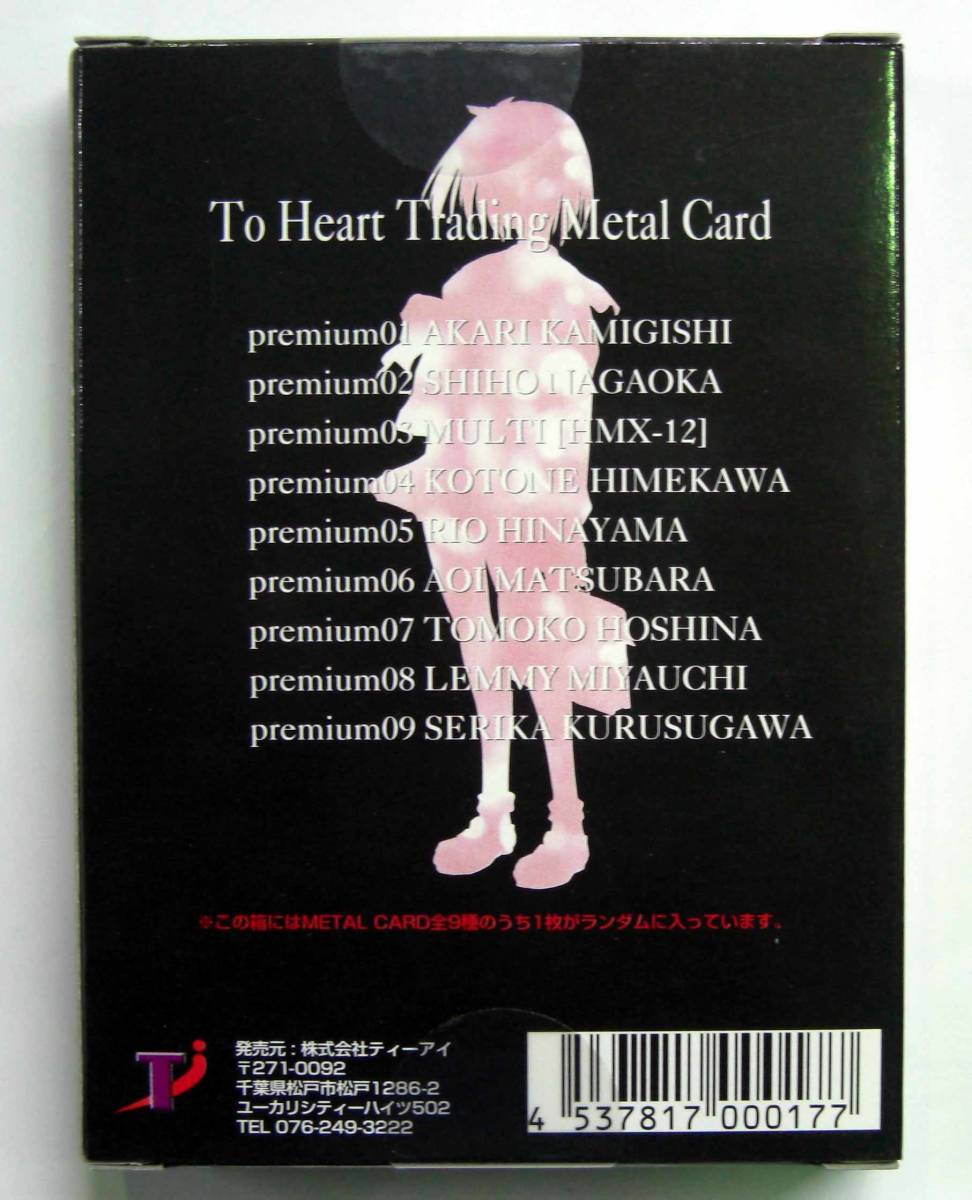 To Heart Trading Metal Card
premium01 AKARI KAMIGISHI
premium02 SHIHO NAGAOKA
premium03 MULTI [HMX-12]
premium04 KOTONE HIMEKAWA
premium05 RIO HINAYAMA
premium06 AOI MATSUBARA
premium07 TOMOKO HOSHINA
premium08 LEMMY MIYAUCHI
premium09 SERIKA KURUSUGAWA
※この箱にはMETAL CARD全9種のうち1枚がランダムに入っています。
Ti
発売元:株式会社ティーアイ
〒271-0092
千葉県松戸市松戸1286-2
ユーカリシティーハイツ502
TEL 076-249-3222
4 537817 000177